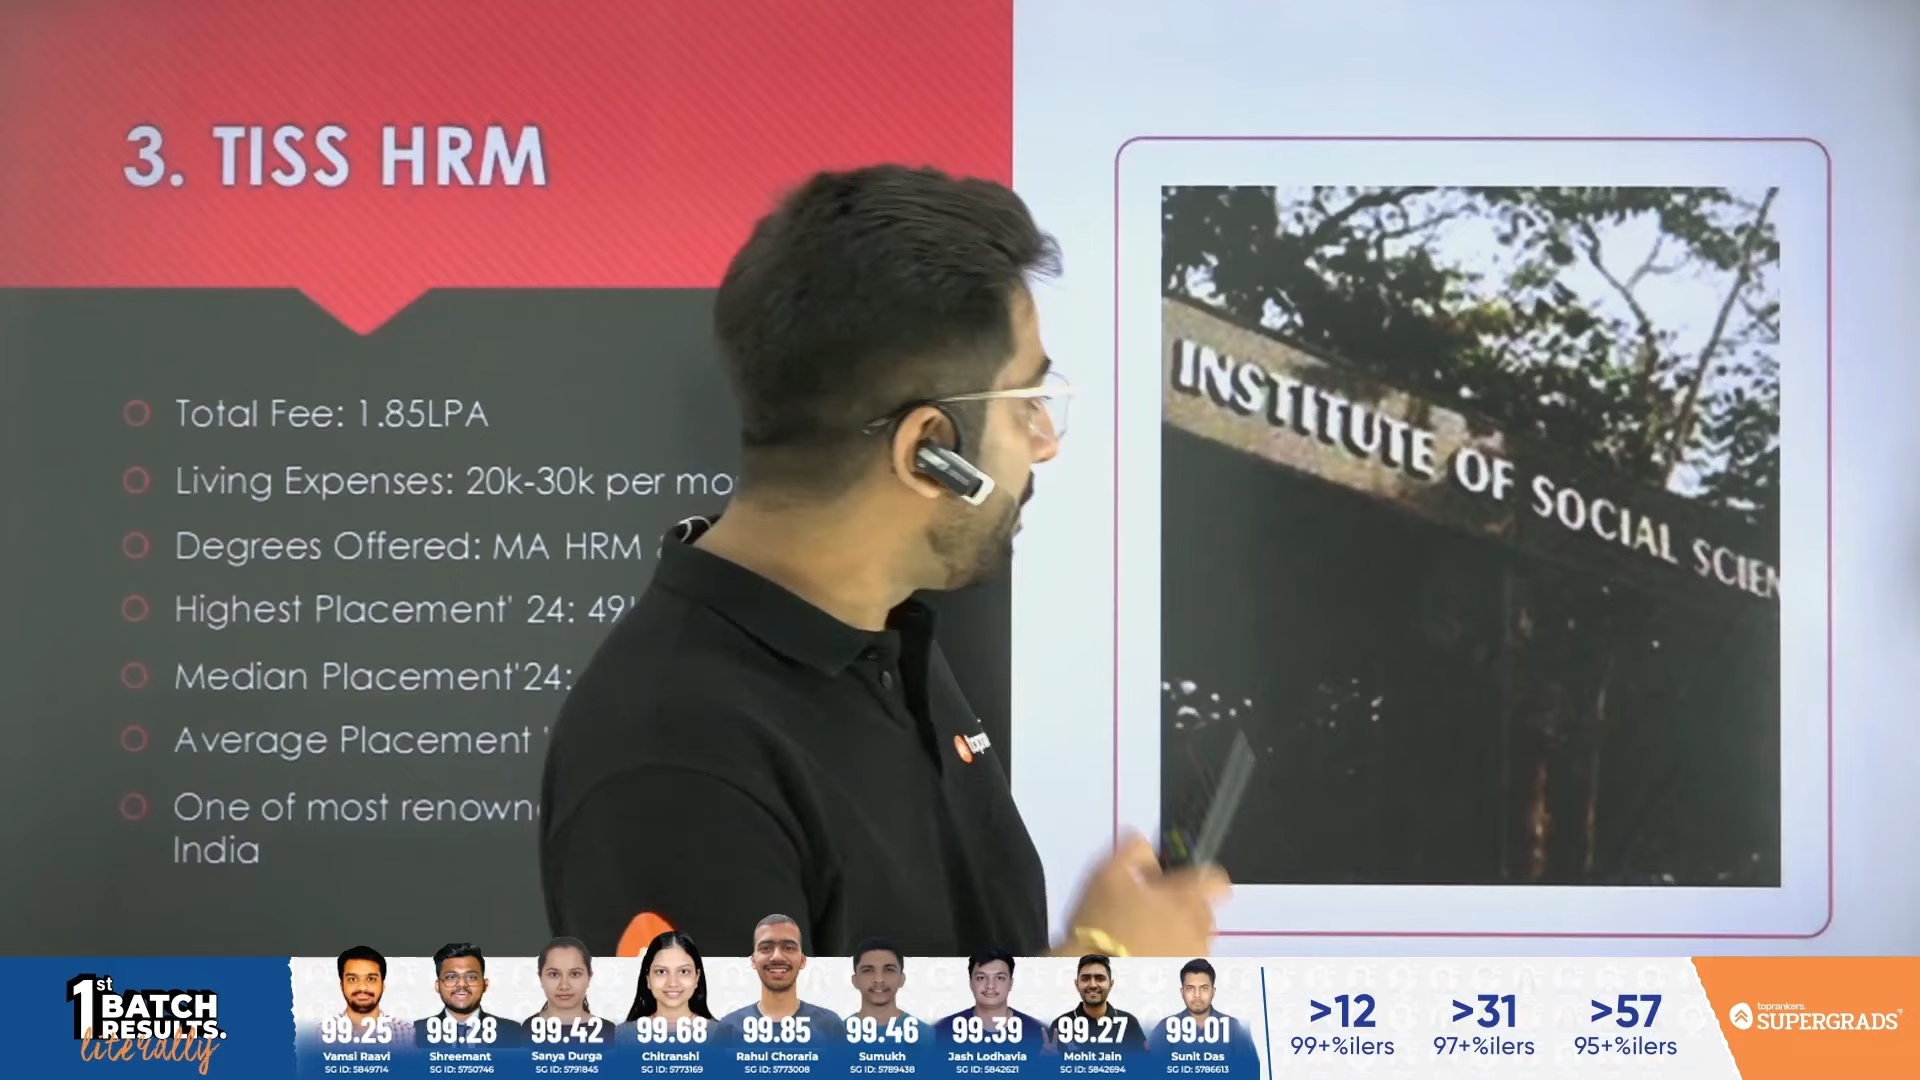 3. TISS HRM
Total Fee: 1.85LPA
Living Expenses: 20k-30k per
Degrees Offered: MA HRM
Highest Placement' 24:
Median Placement'24:
Average Placement
One of most
India
INSTITUTE OF SOCIAL
1st
BATCH
RESULTS.
literally
99.25
Vamsi Raavi
SG ID: 5849714
99.28
Shreemant
SG ID: 5750746
99.42
Sanya Durga
SG ID: 5791845
99.68
Chitranshi
SG ID: 5773169
99.85
Rahul Choraria
SG ID: 5773008
99.46
Sumukh
SG ID: 5789438
99.39
Jash Lodhavia
SG ID: 5842621
99.27
Mohit Jain
SG ID: 5842694
99.01
Sunit Das
SG ID: 5786613
>12
99+%ilers
>31
97+%ilers
>57
95+%ilers
toprankers
SUPERGRADS